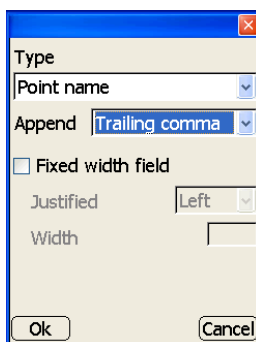 Type
Point name
Append Trailing comma
Fixed width field
Justified Left
Width
Ok Cancel